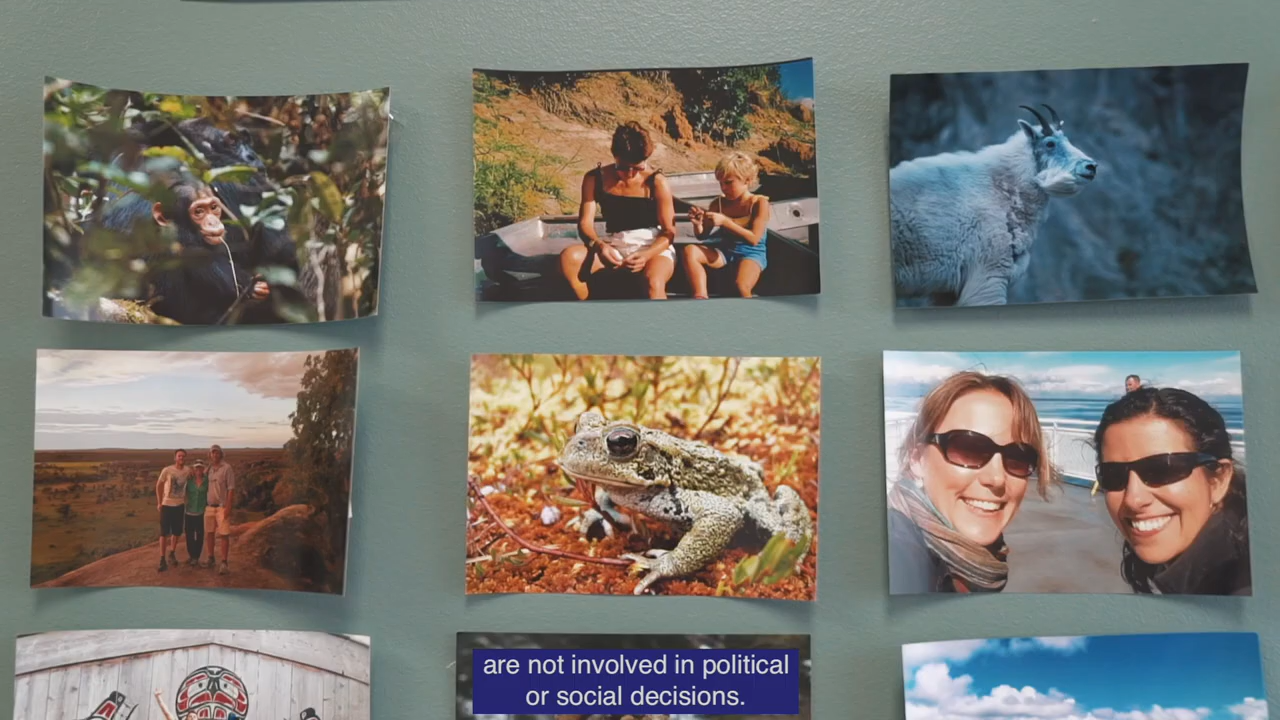 are not involved in political
or social decisions.